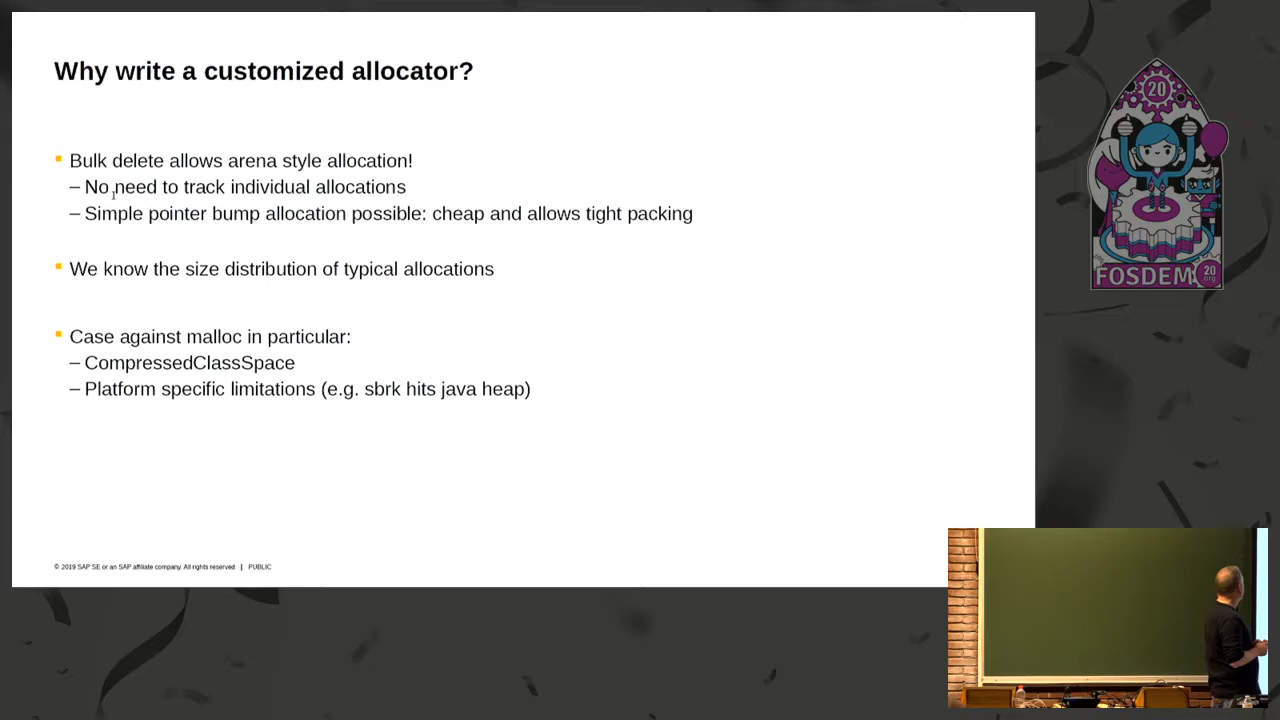 Why write a customized allocator?
Bulk delete allows arena style allocation!
– No need to track individual allocations
– Simple pointer bump allocation possible: cheap and allows tight packing
We know the size distribution of typical allocations
Case against malloc in particular:
– CompressedClassSpace
– Platform specific limitations (e.g. sbrk hits java heap)
© 2019 SAP SE or an SAP affiliate company. All rights reserved | PUBLIC
20
FOSDEM
20
org